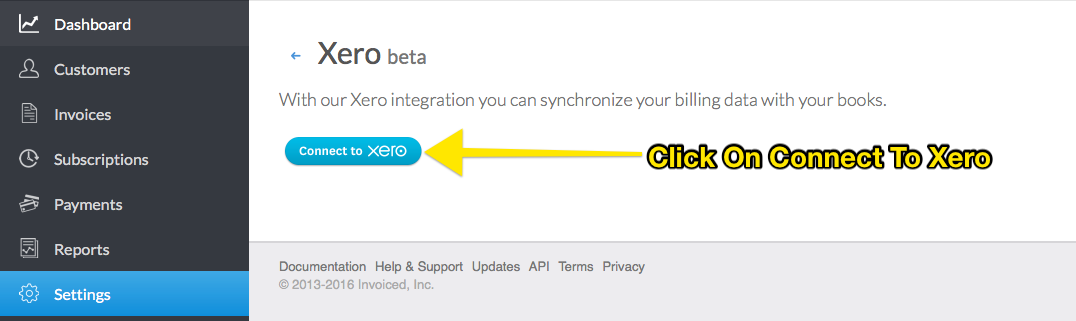 Dashboard
Customers
Invoices
Subscriptions
Payments
Reports
Settings
← Xero beta
With our Xero integration you can synchronize your billing data with your books.
Connect to xero
Click On Connect To Xero
Documentation Help & Support Updates API Terms Privacy
© 2013-2016 Invoiced, Inc.